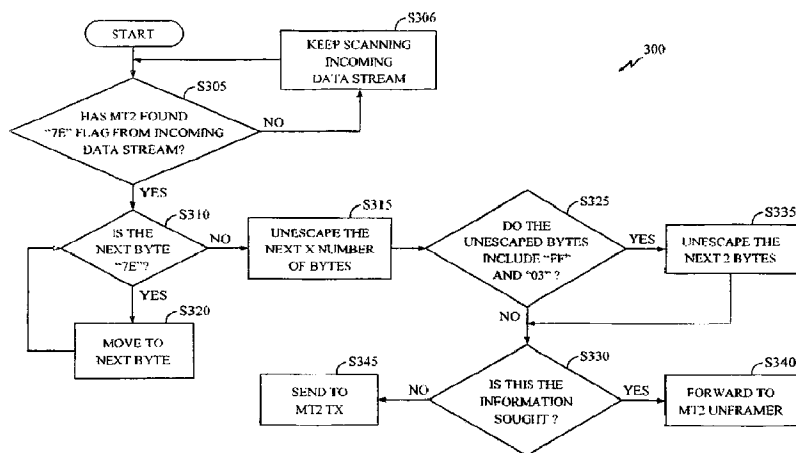 START
S306
KEEP SCANNING
INCOMING
DATA STREAM
300
S305
HAS MT2 FOUND
"7E" FLAG FROM INCOMING
DATA STREAM?
NO
YES
S310
IS THE
NEXT BYTE
"7E"?
NO
YES
S315
UNESCAPE THE
NEXT X NUMBER
OF BYTES
S325
DO THE
UNESCAPED BYTES
INCLUDE "FF"
AND "03" ?
YES
NO
S335
UNESCAPE THE
NEXT 2 BYTES
S320
MOVE TO
NEXT BYTE
S345
SEND TO
MT2 TX
NO
S330
IS THIS THE
INFORMATION
SOUGHT ?
YES
S340
FORWARD TO
MT2 UNFRAMER